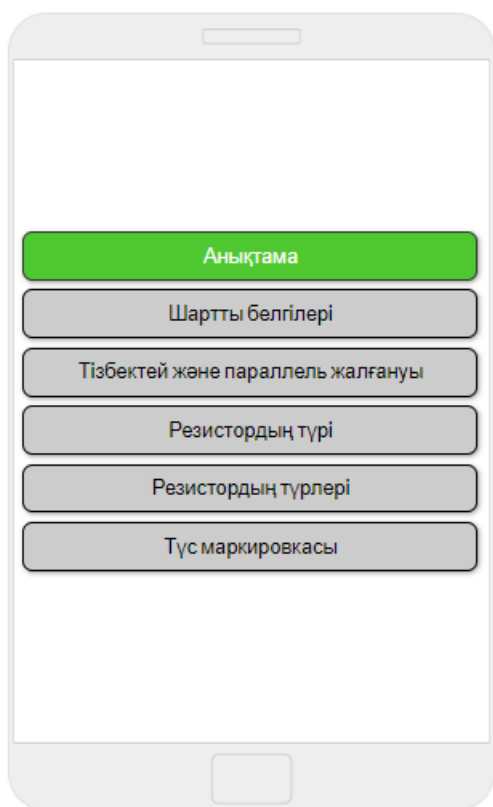 Анықтама
Шартты белгілері
Тізбектей және параллель жалғануы
Резистордың түрі
Резистордың түрлері
Түс маркировкасы